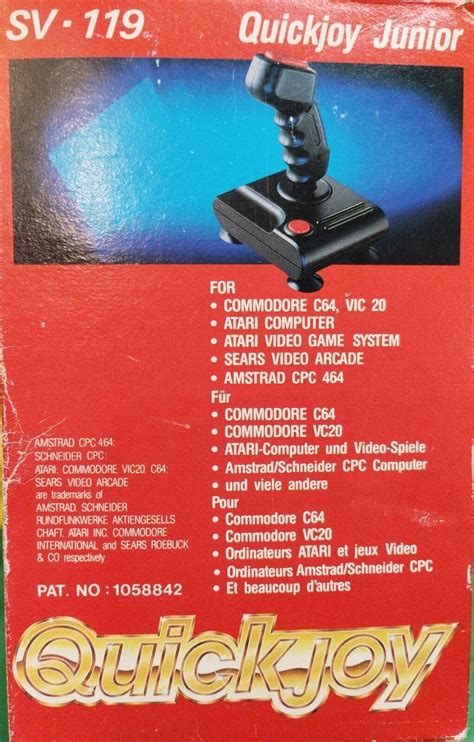 SV · 119 Quickjoy Junior
FOR
• COMMODORE C64, VIC 20
• ATARI COMPUTER
• ATARI VIDEO GAME SYSTEM
• SEARS VIDEO ARCADE
• AMSTRAD CPC 464
Für
• COMMODORE C64
• COMMODORE VC20
• ATARI-Computer und Video-Spiele
• Amstrad/Schneider CPC Computer
• und viele andere
Pour
• Commodore C64
• Commodore VC20
• Ordinateurs ATARI et jeux Video
• Ordinateurs Amstrad/Schneider CPC
• Et beaucoup d'autres
AMSTRAD CPC 464:
SCHNEIDER CPC:
ATARI: COMMODORE VIC20, C64:
SEARS VIDEO ARCADE
are trademarks of
AMSTRAD, SCHNEIDER
RUNDFUNKWERKE AKTIENGESELLS
CHAFT, ATARI INC, COMMODORE
INTERNATIONAL and SEARS ROEBUCK
& CO respectively
PAT. NO : 1058842
Quickjoy